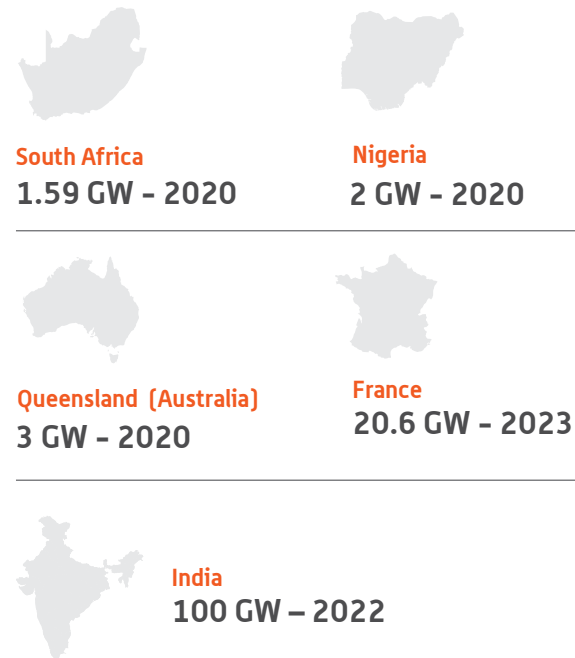 South Africa
1.59 GW - 2020
Nigeria
2 GW - 2020
Queensland (Australia)
3 GW - 2020
France
20.6 GW - 2023
India
100 GW – 2022